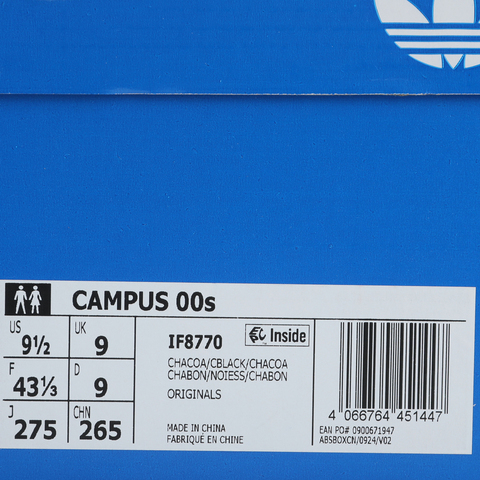 CAMPUS 00s
US 9½ UK 9
F 43⅓ D 9
J 275 CHN 265
IF8770 Inside
CHACOA/CBLACK/CHACOA
CHABON/NOIESS/CHABON
ORIGINALS
MADE IN CHINA
FABRIQUÉ EN CHINE
4 066764 451447
EAN PO# 0900671947
ABSBOXCN/0924/V02